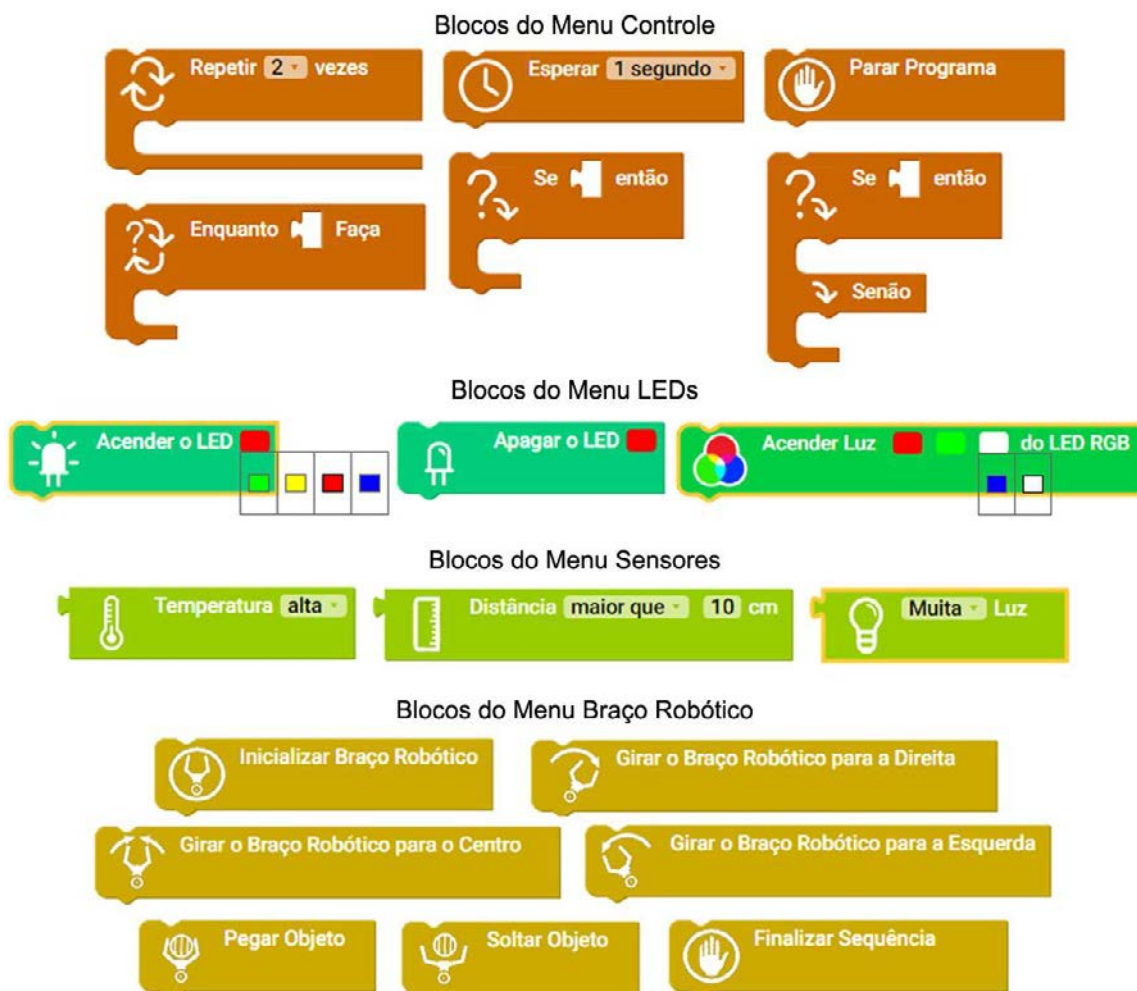 Blocos do Menu Controle
Repetir 2 vezes
Esperar 1 segundo
Parar Programa
Se então
Se então
Enquanto Faça
Senão
Blocos do Menu LEDs
Acender o LED
Apagar o LED
Acender Luz do LED RGB
Blocos do Menu Sensores
Temperatura alta
Distância maior que 10 cm
Muita Luz
Blocos do Menu Braço Robótico
Inicializar Braço Robótico
Girar o Braço Robótico para a Direita
Girar o Braço Robótico para o Centro
Girar o Braço Robótico para a Esquerda
Pegar Objeto
Soltar Objeto
Finalizar Sequência